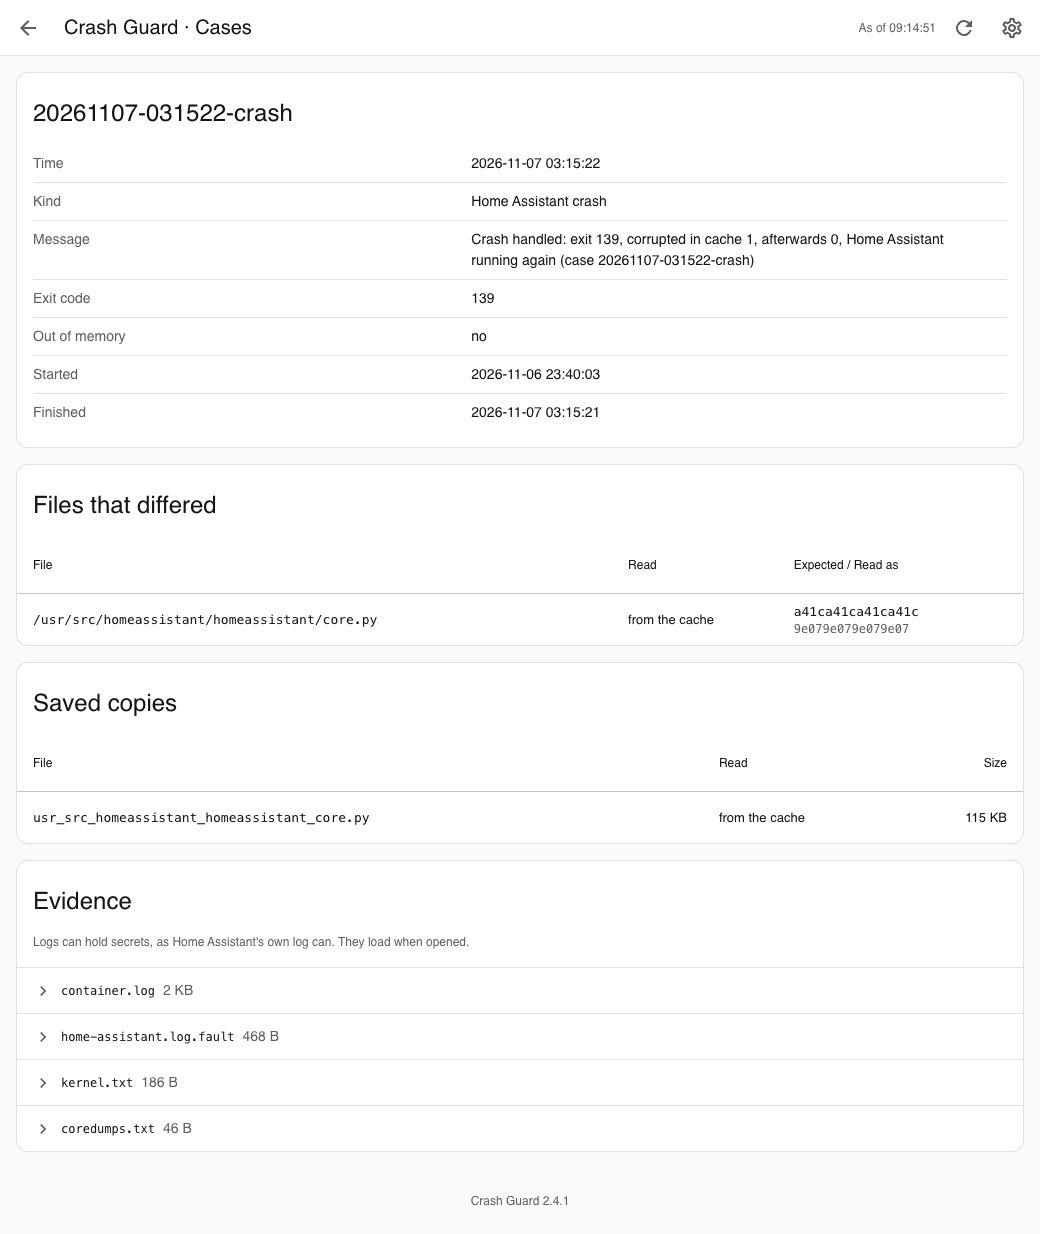 Crash Guard · Cases
As of 09:14:51
20261107-031522-crash
Time 2026-11-07 03:15:22
Kind Home Assistant crash
Message Crash handled: exit 139, corrupted in cache 1, afterwards 0, Home Assistant
running again (case 20261107-031522-crash)
Exit code 139
Out of memory no
Started 2026-11-06 23:40:03
Finished 2026-11-07 03:15:21
Files that differed
File Read Expected / Read as
/usr/src/homeassistant/homeassistant/core.py from the cache a41ca41ca41ca41c
9e079e079e079e07
Saved copies
File Read Size
usr_src_homeassistant_homeassistant_core.py from the cache 115 KB
Evidence
Logs can hold secrets, as Home Assistant's own log can. They load when opened.
container.log 2 KB
home-assistant.log.fault 468 B
kernel.txt 186 B
coredumps.txt 46 B
Crash Guard 2.4.1